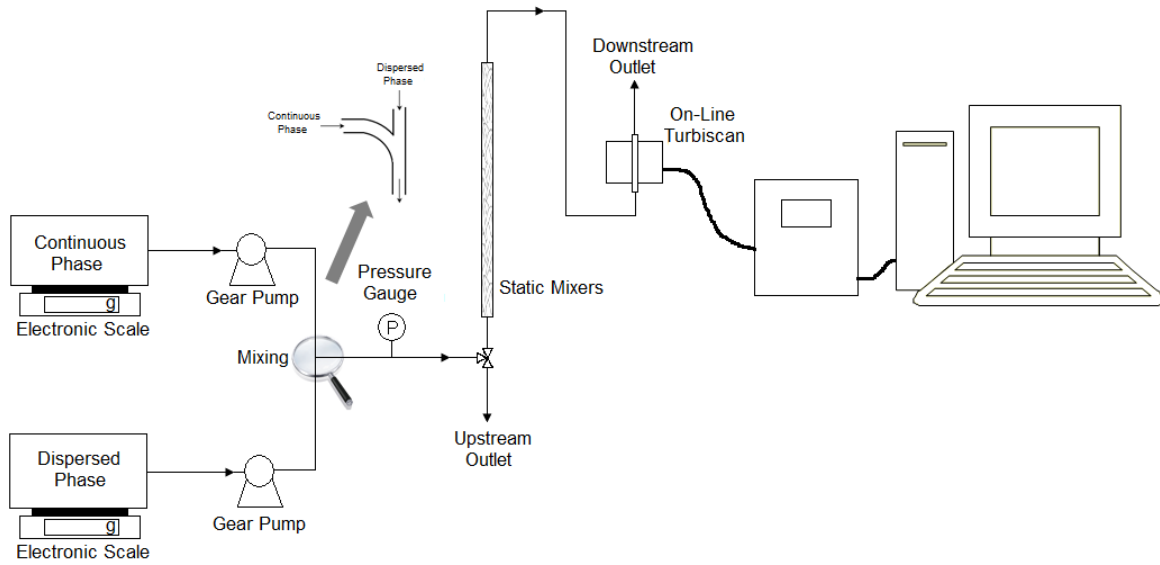 Dispersed
Phase
Continuous
Phase
Downstream
Outlet
On-Line
Turbiscan
Continuous
Phase
g
Electronic Scale
Gear Pump
Pressure
Gauge
P
Static Mixers
Mixing
Upstream
Outlet
Dispersed
Phase
g
Electronic Scale
Gear Pump